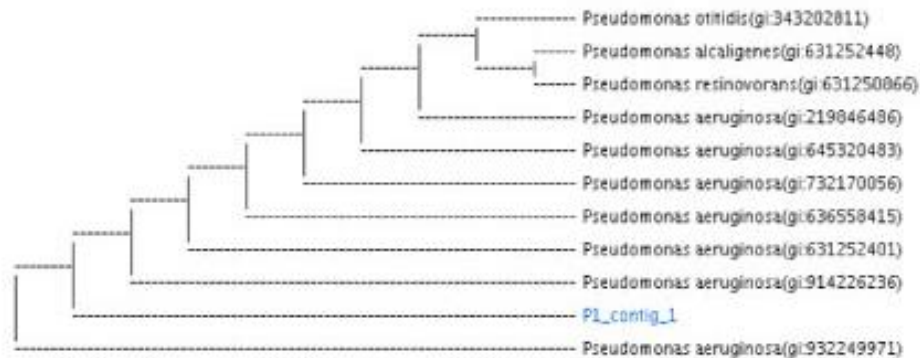 Pseudomonas otitidis(gi:343202811)
Pseudomonas alcaligenes(gi:631252448)
Pseudomonas resinovorans(gi:631250866)
Pseudomonas aeruginosa(gi:219846486)
Pseudomonas aeruginosa(gi:645320483)
Pseudomonas aeruginosa(gi:732170056)
Pseudomonas aeruginosa(gi:636558415)
Pseudomonas aeruginosa(gi:631252401)
Pseudomonas aeruginosa(gi:914226236)
P1_contig_1
Pseudomonas aeruginosa(gi:932249971)